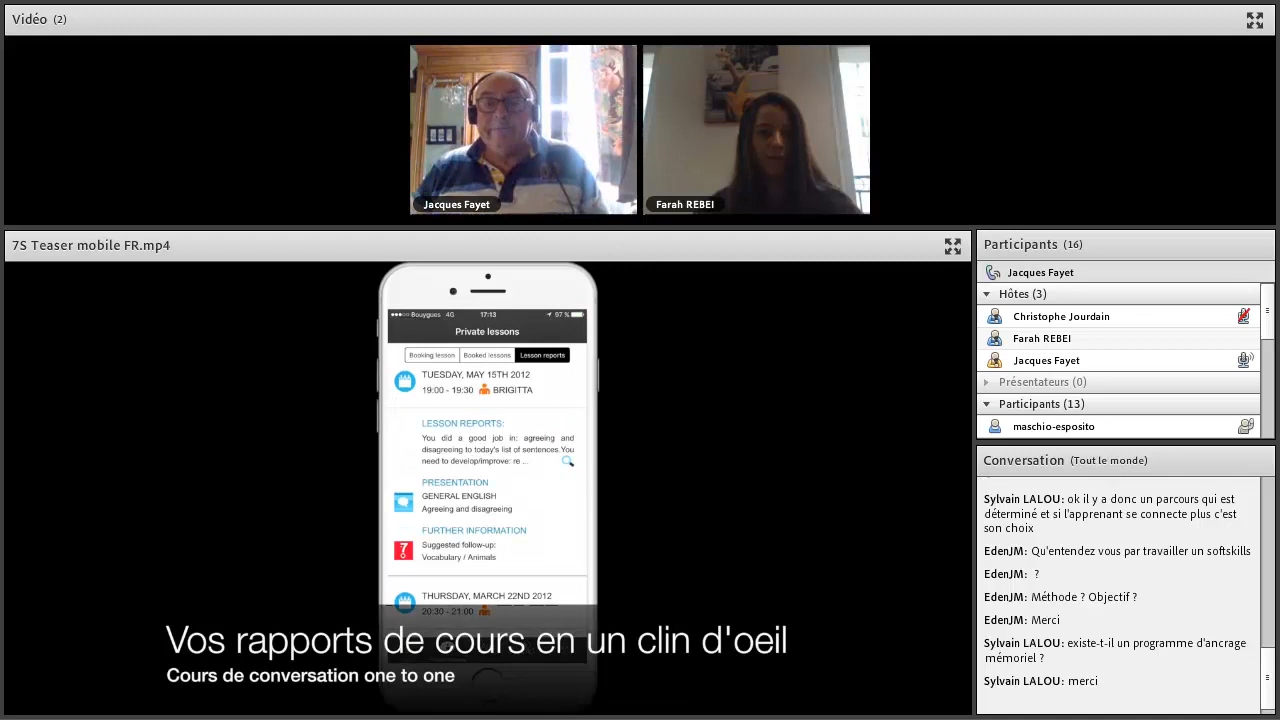 Vidéo (2)
Jacques Fayet
Farah REBEI
7S Teaser mobile FR.mp4
Bouygues 4G 17:13 97 %
Private lessons
Booking lesson Booked lessons Lesson reports
TUESDAY, MAY 15TH 2012
19:00 - 19:30 BRIGITTA
LESSON REPORTS:
You did a good job in: agreeing and
disagreeing to today's list of sentences.You
need to develop/improve: re ...
PRESENTATION
GENERAL ENGLISH
Agreeing and disagreeing
FURTHER INFORMATION
7
Suggested follow-up:
Vocabulary / Animals
THURSDAY, MARCH 22ND 2012
20:30 - 21:00
Vos rapports de cours en un clin d'oeil
Cours de conversation one to one
Participants (16)
Jacques Fayet
Hôtes (3)
Christophe Jourdain
Farah REBEI
Jacques Fayet
Présentateurs (0)
Participants (13)
maschio-esposito
Conversation (Tout le monde)
Sylvain LALOU: ok il y a donc un parcours qui est
déterminé et si l'apprenant se connecte plus c'est
son choix
EdenJM: Qu'entendez vous par travailler un softskills
EdenJM: ?
EdenJM: Méthode ? Objectif ?
EdenJM: Merci
Sylvain LALOU: existe-t-il un programme d'ancrage
mémoriel ?
Sylvain LALOU: merci